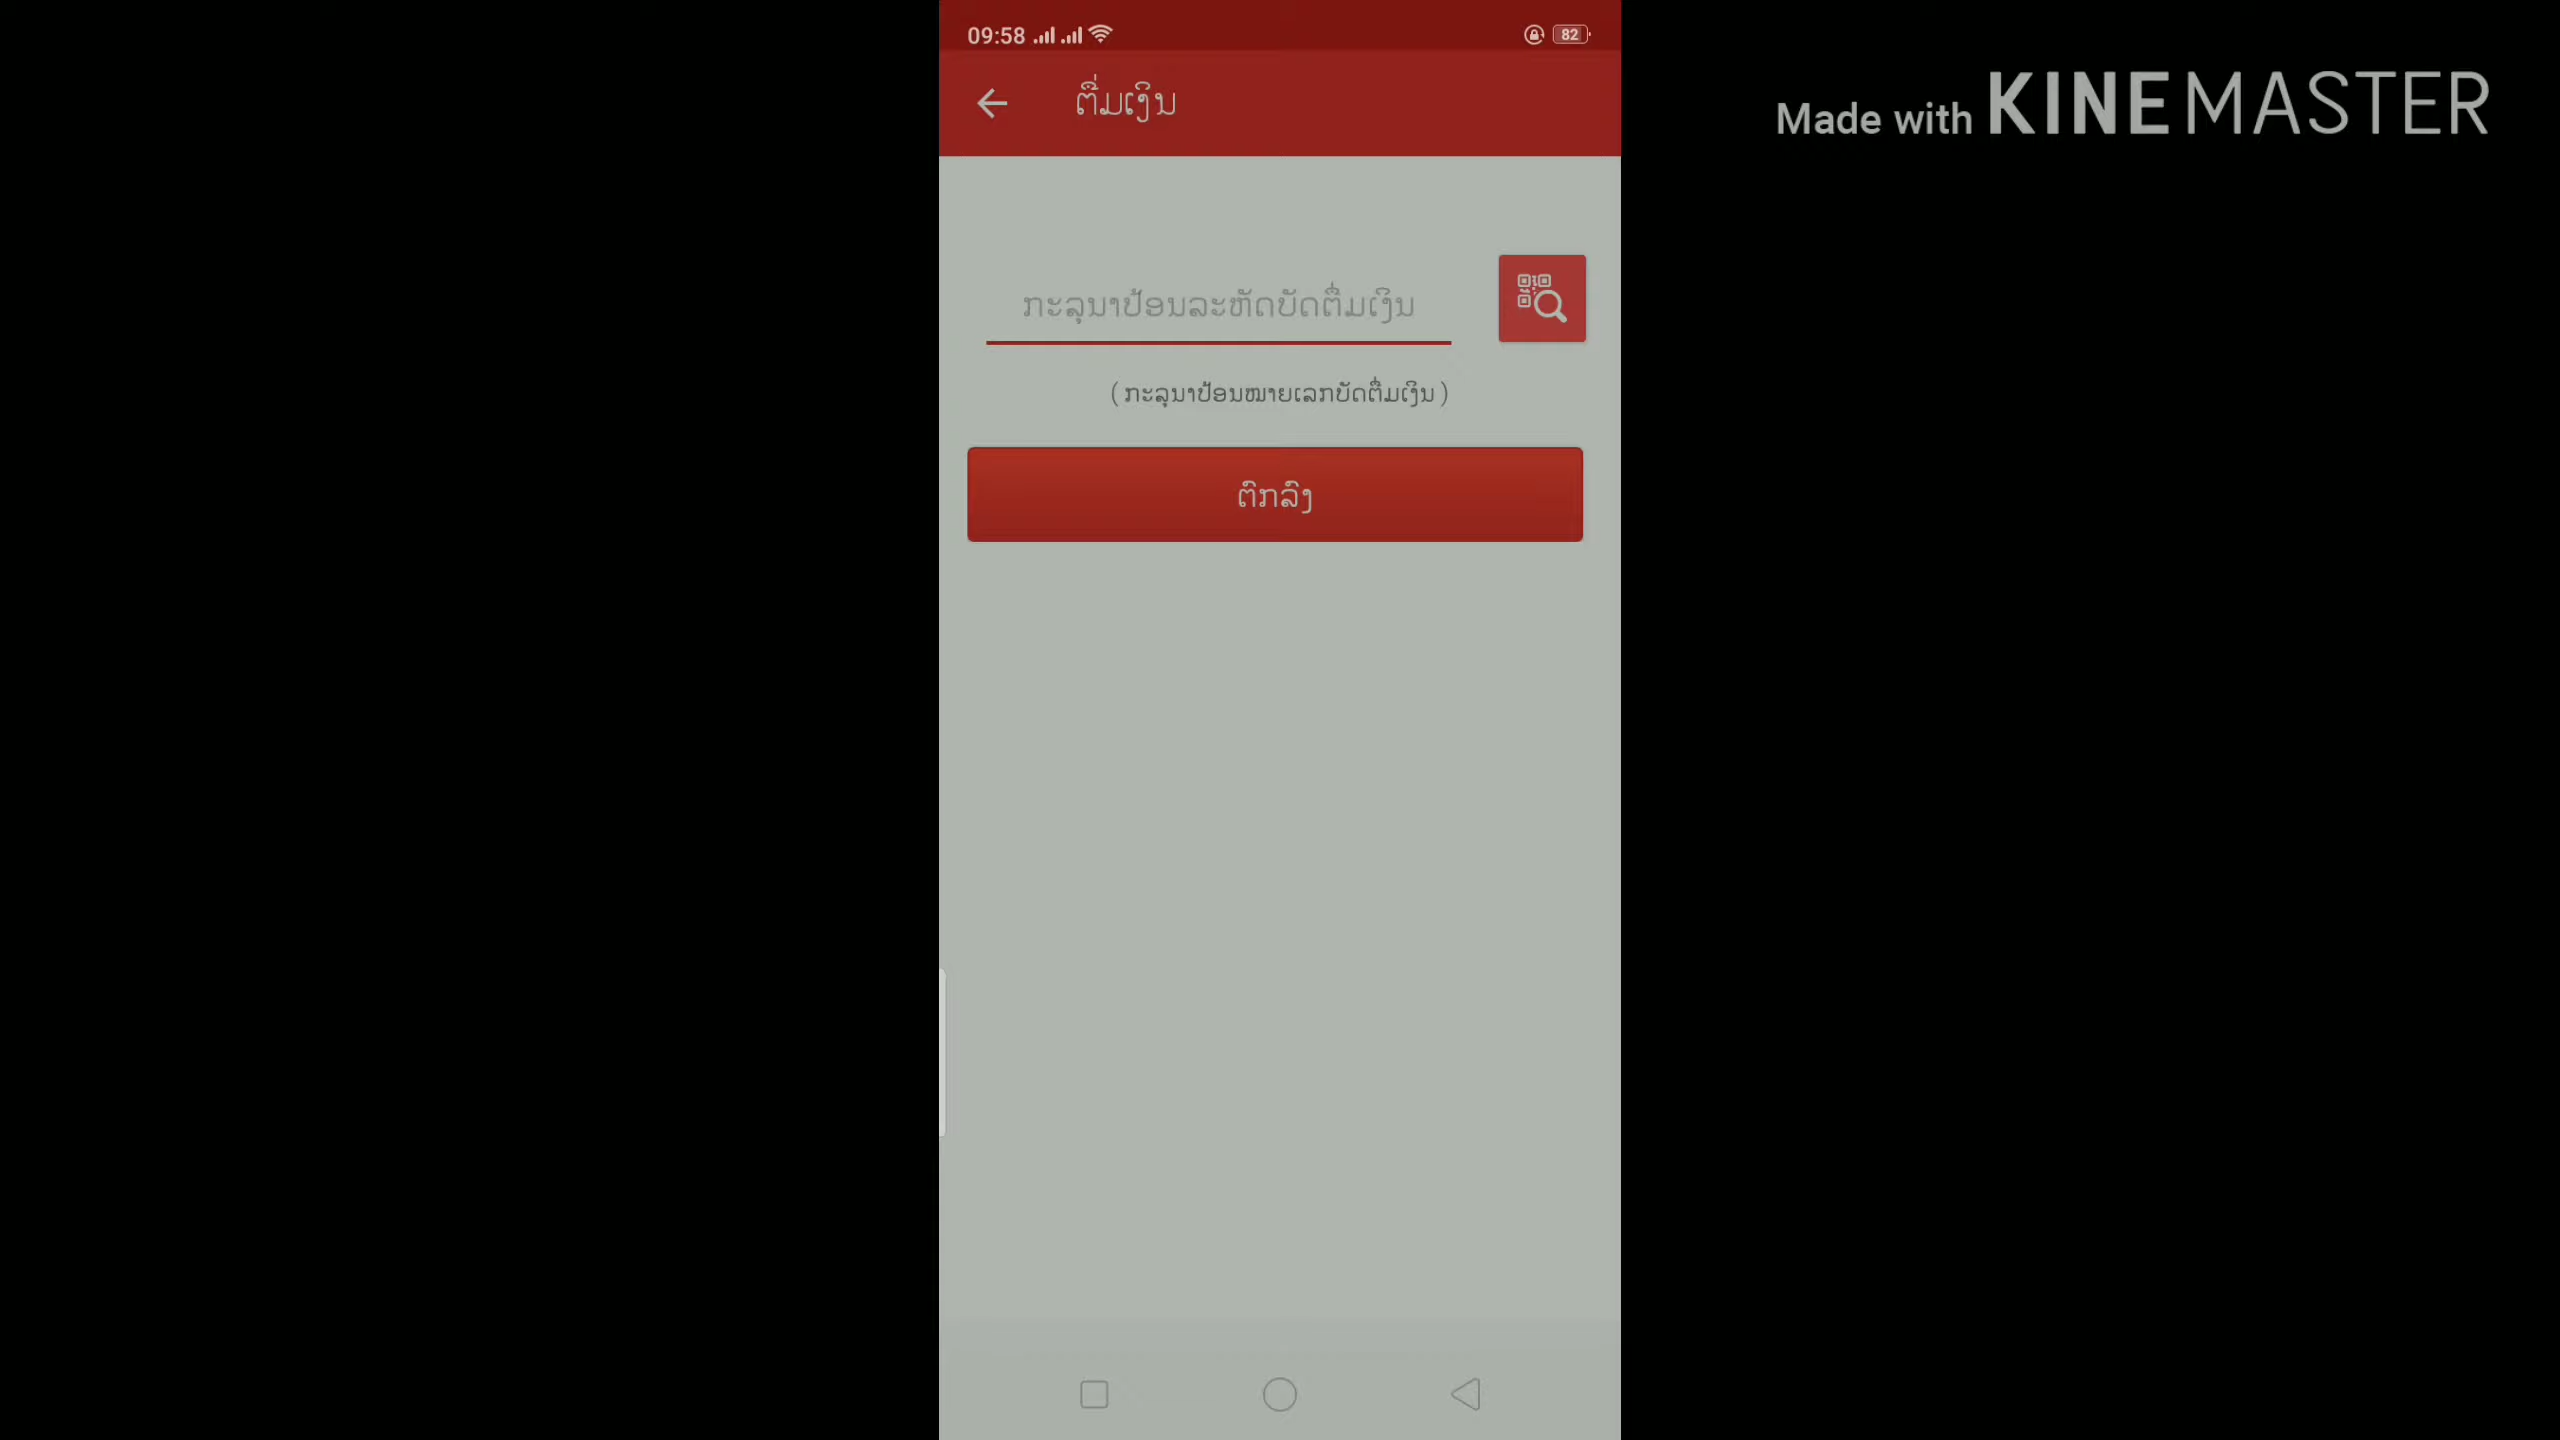 09:58
82
ຕື່ມເງິນ
Made with KINEMASTER
ກະລຸນາປ້ອນລະຫັດບັດຕື່ມເງິນ
( ກະລຸນາປ້ອນໝາຍເລກບັດຕື່ມເງິນ )
ຕົກລົງ